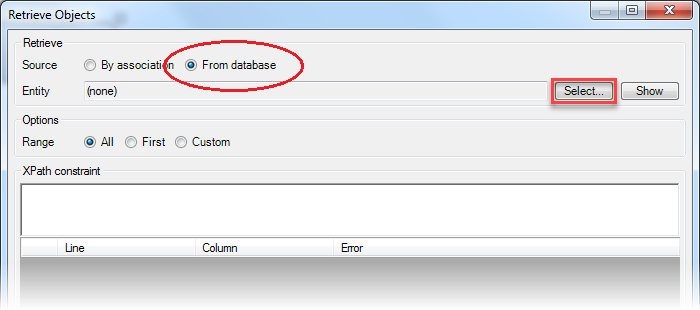 Retrieve Objects
Retrieve
Source By association From database
Entity (none) Select... Show
Options
Range All First Custom
XPath constraint
Line Column Error